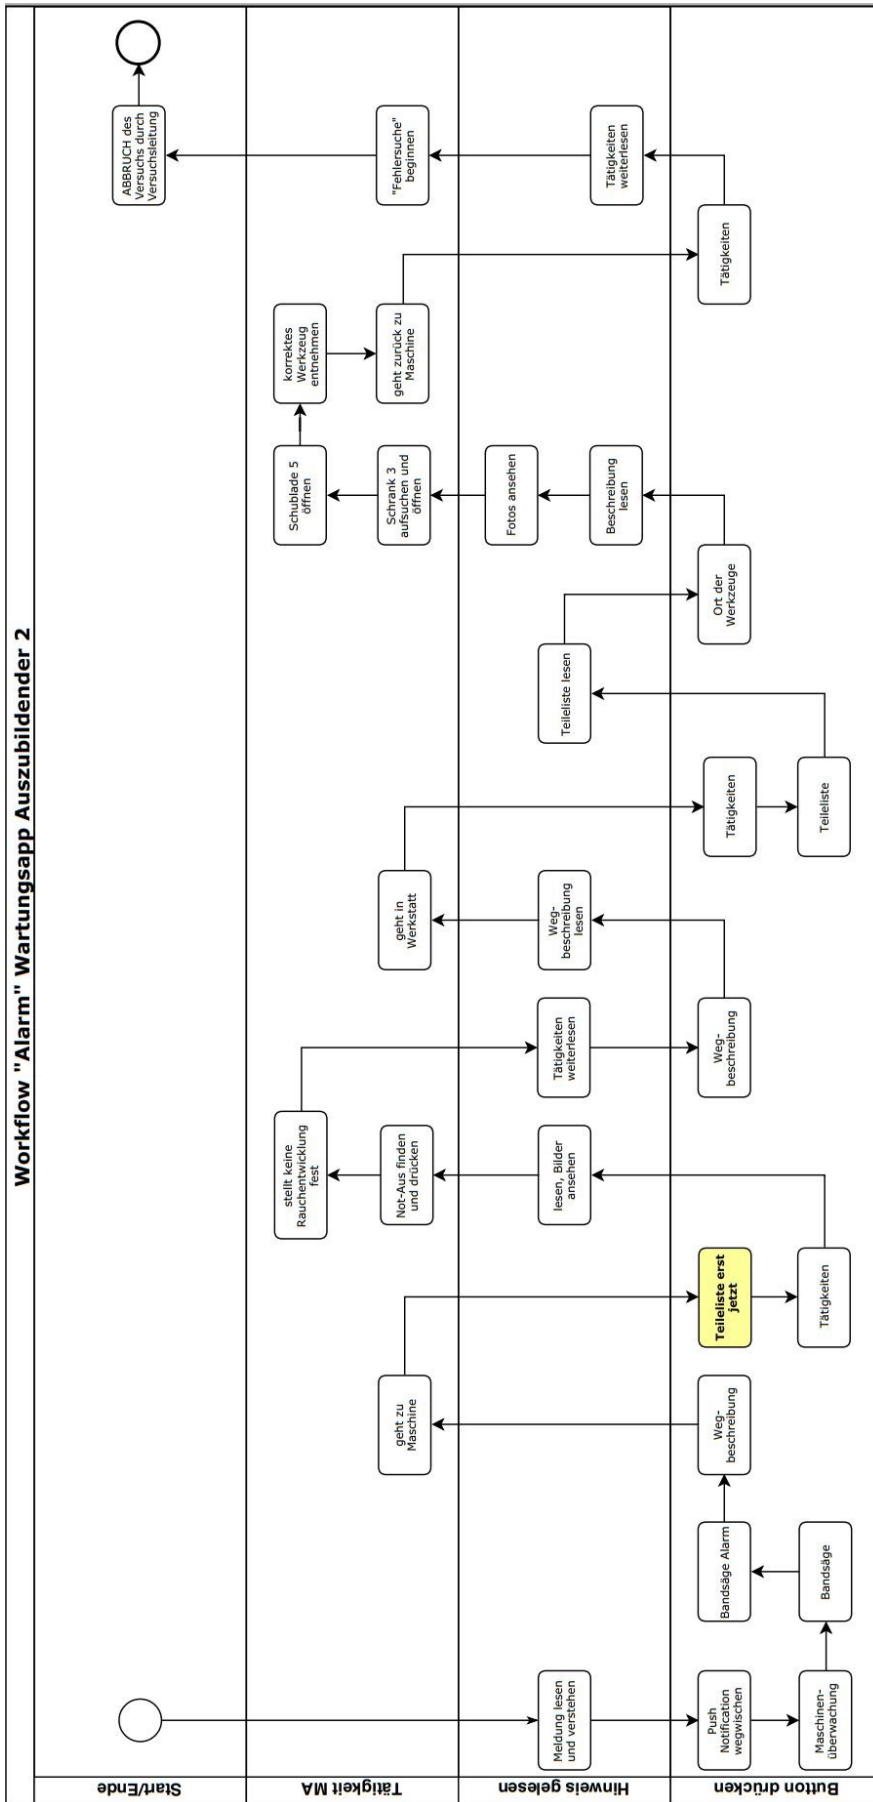 Workflow "Alarm" Wartungsapp Auszubildender 2
Start/Ende
Tätigkeit MA
Hinweis gelesen
Button drücken
Meldung lesen
und verstehen
Push
Notification
wegwischen
Maschinen-
überwachung
Bandsäge
Bandsäge Alarm
Weg-
beschreibung
geht zu
Maschine
Teileliste erst
jetzt
Tätigkeiten
lesen, Bilder
ansehen
Not-Aus finden
und drücken
stellt keine
Rauchentwicklung
fest
Tätigkeiten
weiterlesen
Weg-
beschreibung
Weg-
beschreibung
lesen
geht in
Werkstatt
Tätigkeiten
Teileliste
Teileliste lesen
Ort der
Werkzeuge
Beschreibung
lesen
Fotos ansehen
Schrank 3
aufsuchen und
öffnen
Schublade 5
öffnen
korrektes
Werkzeug
entnehmen
geht zurück zu
Maschine
Tätigkeiten
Tätigkeiten
weiterlesen
"Fehlersuche"
beginnen
ABBRUCH des
Versuchs durch
Versuchsleitung